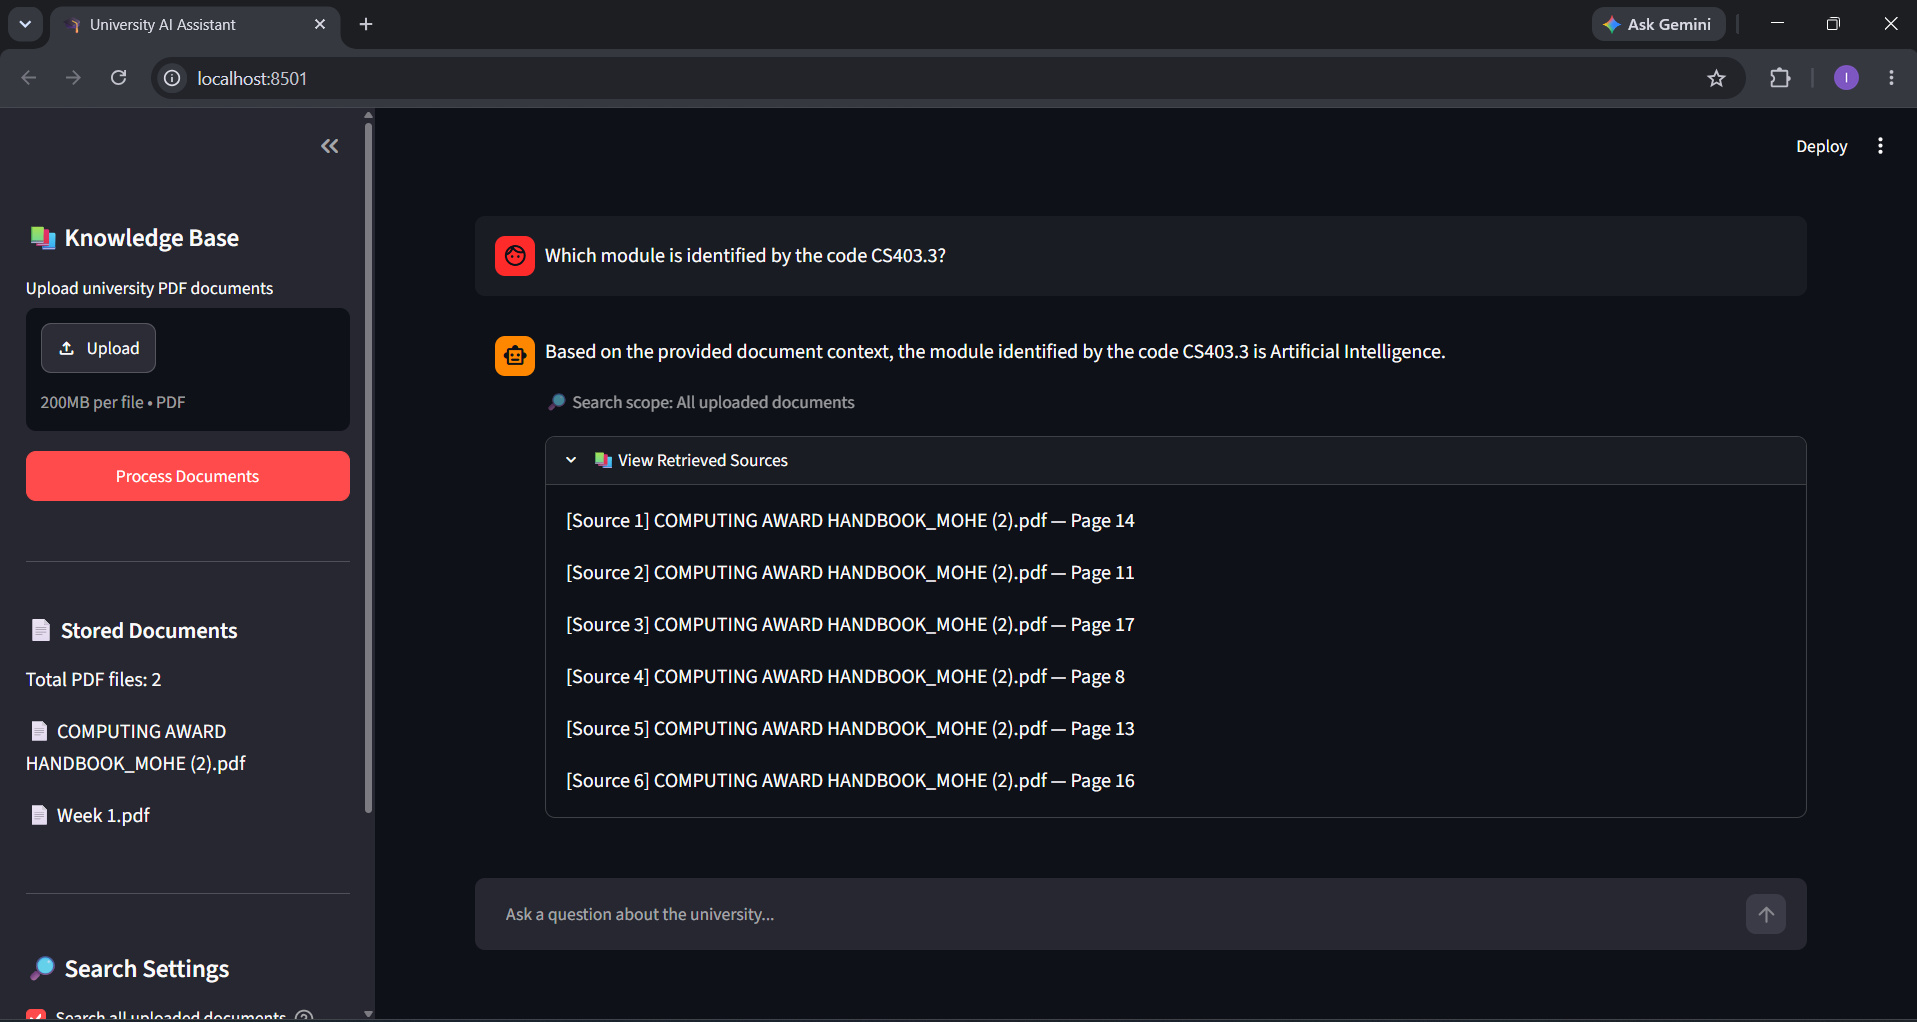 University AI Assistant
Ask Gemini
localhost:8501
I
Deploy
Knowledge Base
Upload university PDF documents
Upload
200MB per file • PDF
Process Documents
Stored Documents
Total PDF files: 2
COMPUTING AWARD
HANDBOOK_MOHE (2).pdf
Week 1.pdf
Search Settings
Search all uploaded documents
Which module is identified by the code CS403.3?
Based on the provided document context, the module identified by the code CS403.3 is Artificial Intelligence.
Search scope: All uploaded documents
View Retrieved Sources
[Source 1] COMPUTING AWARD HANDBOOK_MOHE (2).pdf — Page 14
[Source 2] COMPUTING AWARD HANDBOOK_MOHE (2).pdf — Page 11
[Source 3] COMPUTING AWARD HANDBOOK_MOHE (2).pdf — Page 17
[Source 4] COMPUTING AWARD HANDBOOK_MOHE (2).pdf — Page 8
[Source 5] COMPUTING AWARD HANDBOOK_MOHE (2).pdf — Page 13
[Source 6] COMPUTING AWARD HANDBOOK_MOHE (2).pdf — Page 16
Ask a question about the university...